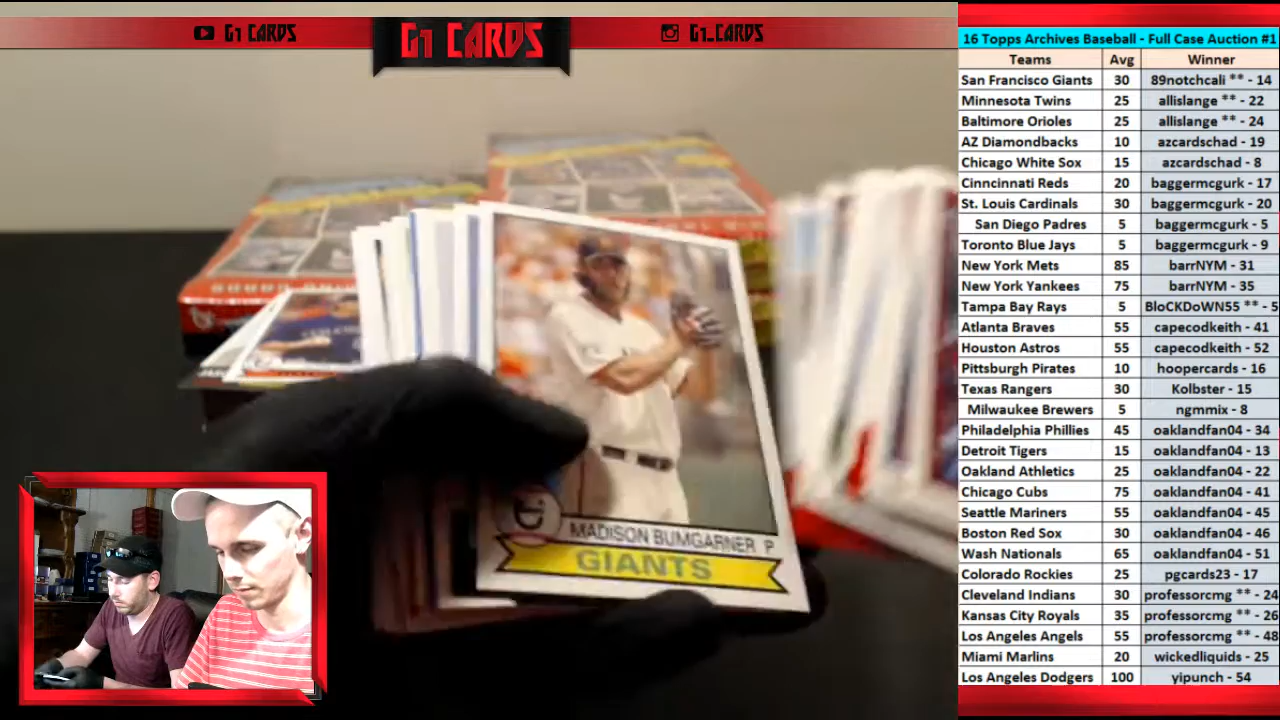 G1 CARDS
G1 CARDS
G1_CARDS
MADISON BUMGARNER P
GIANTS
16 Topps Archives Baseball - Full Case Auction #1
Teams Avg Winner
San Francisco Giants 30 89notchcali ** - 14
Minnesota Twins 25 allislange ** - 22
Baltimore Orioles 25 allislange ** - 24
AZ Diamondbacks 10 azcardschad - 19
Chicago White Sox 15 azcardschad - 8
Cinncinnati Reds 20 baggermcgurk - 17
St. Louis Cardinals 30 baggermcgurk - 20
San Diego Padres 5 baggermcgurk - 5
Toronto Blue Jays 5 baggermcgurk - 9
New York Mets 85 barrNYM - 31
New York Yankees 75 barrNYM - 35
Tampa Bay Rays 5 BloCKDoWN55 ** - 5
Atlanta Braves 55 capecodkeith - 41
Houston Astros 55 capecodkeith - 52
Pittsburgh Pirates 10 hoopercards - 16
Texas Rangers 30 Kolbster - 15
Milwaukee Brewers 5 ngmmix - 8
Philadelphia Phillies 45 oaklandfan04 - 34
Detroit Tigers 15 oaklandfan04 - 13
Oakland Athletics 25 oaklandfan04 - 22
Chicago Cubs 75 oaklandfan04 - 41
Seattle Mariners 55 oaklandfan04 - 45
Boston Red Sox 30 oaklandfan04 - 46
Wash Nationals 65 oaklandfan04 - 51
Colorado Rockies 25 pgcards23 - 17
Cleveland Indians 30 professorcmg ** - 24
Kansas City Royals 35 professorcmg ** - 26
Los Angeles Angels 55 professorcmg ** - 48
Miami Marlins 20 wickedliquids - 25
Los Angeles Dodgers 100 yipunch - 54